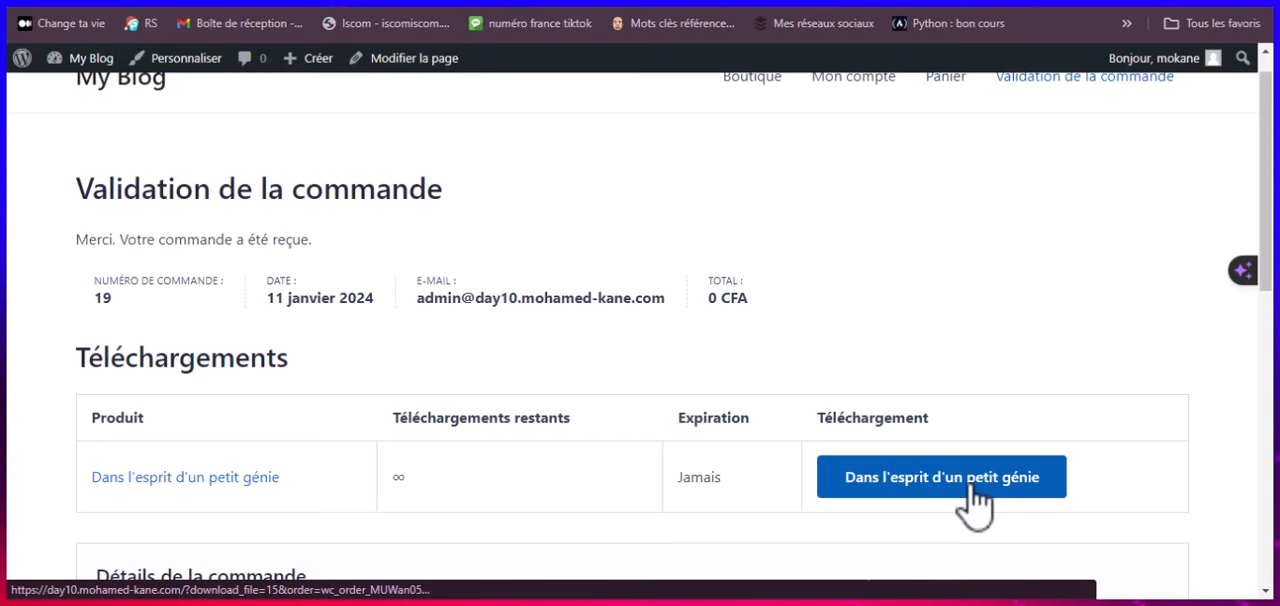 Change ta vie RS Boîte de réception -... Iscom - iscomiscom.... numéro france tiktok Mots clés référence... Mes réseaux sociaux Python : bon cours » Tous les favoris
My Blog Personnaliser 0 Créer Modifier la page Bonjour, mokane
My Blog Boutique Mon compte Panier Validation de la commande
Validation de la commande
Merci. Votre commande a été reçue.
NUMÉRO DE COMMANDE : DATE : E-MAIL : TOTAL :
19 11 janvier 2024 admin@day10.mohamed-kane.com 0 CFA
Téléchargements
Produit Téléchargements restants Expiration Téléchargement
Dans l'esprit d'un petit génie ∞ Jamais Dans l'esprit d'un petit génie
Détails de la commande
https://day10.mohamed-kane.com/?download_file=15&order=wc_order_MUWan05...